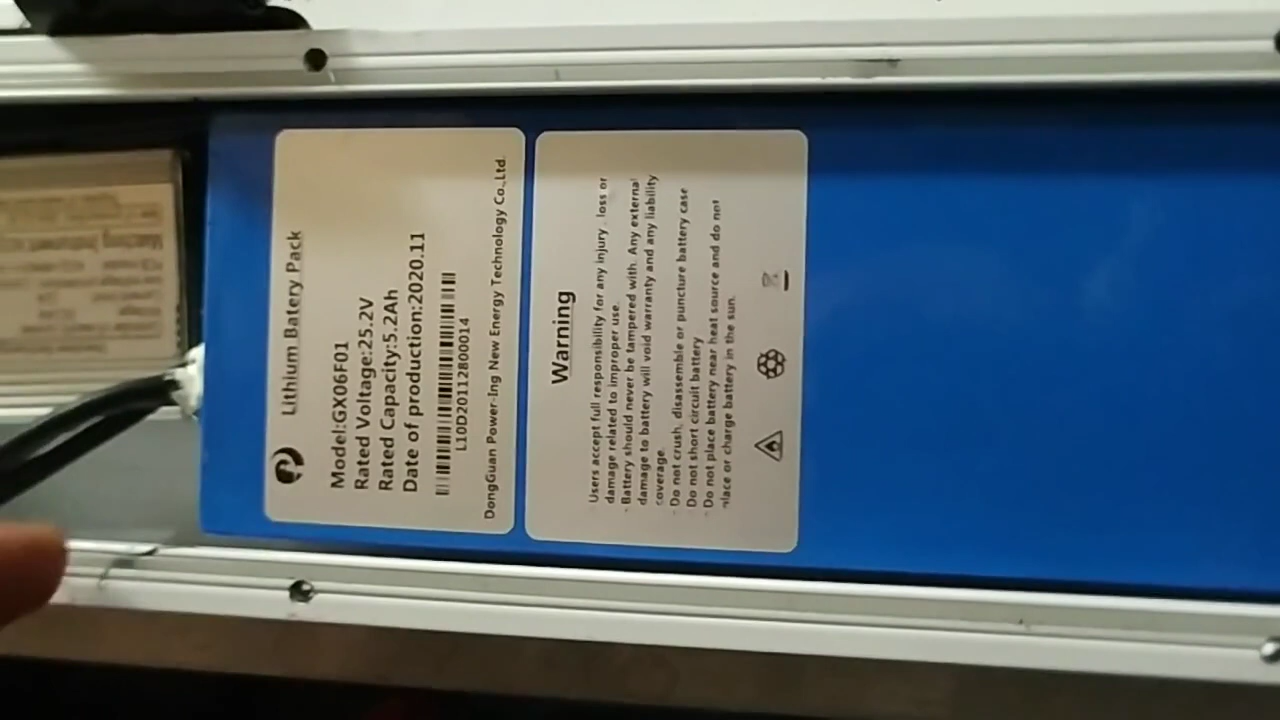 Lithium Battery Pack
Model:GX06F01
Rated Voltage:25.2V
Rated Capacity:5.2Ah
Date of production:2020.11
L10D20112800014
DongGuan Power-Ing New Energy Technology Co.,Ltd.
Warning
Users accept full responsibility for any injury , loss or
damage related to improper use.
- Battery should never be tampered with. Any external
damage to battery will void warranty and any liability
coverage.
- Do not crush, disassemble or puncture battery case
- Do not short circuit battery
- Do not place battery near heat source and do not
place or charge battery in the sun.